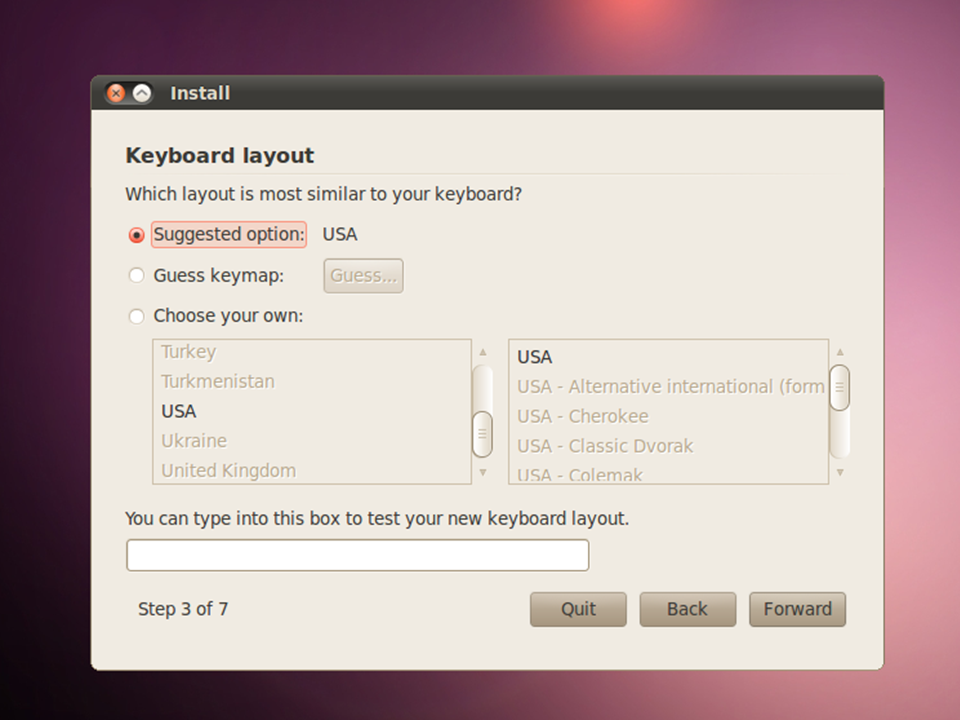 Install
Keyboard layout
Which layout is most similar to your keyboard?
Suggested option: USA
Guess keymap: Guess...
Choose your own:
Turkey
Turkmenistan
USA
Ukraine
United Kingdom
USA
USA - Alternative international (form
USA - Cherokee
USA - Classic Dvorak
USA - Colemak
You can type into this box to test your new keyboard layout.
Step 3 of 7 Quit Back Forward